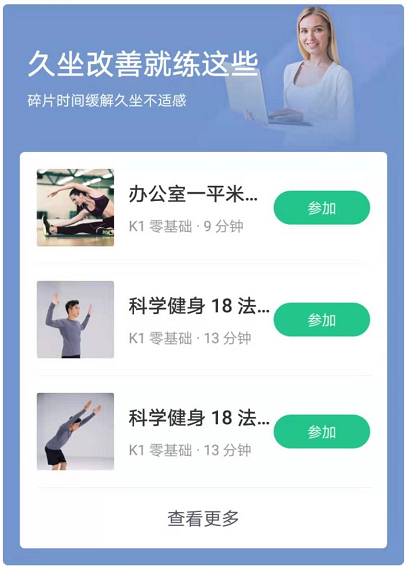 久坐改善就练这些
碎片时间缓解久坐不适感
办公室一平米...
K1 零基础 · 9 分钟
参加
科学健身 18 法...
K1 零基础 · 13 分钟
参加
科学健身 18 法...
K1 零基础 · 13 分钟
参加
查看更多